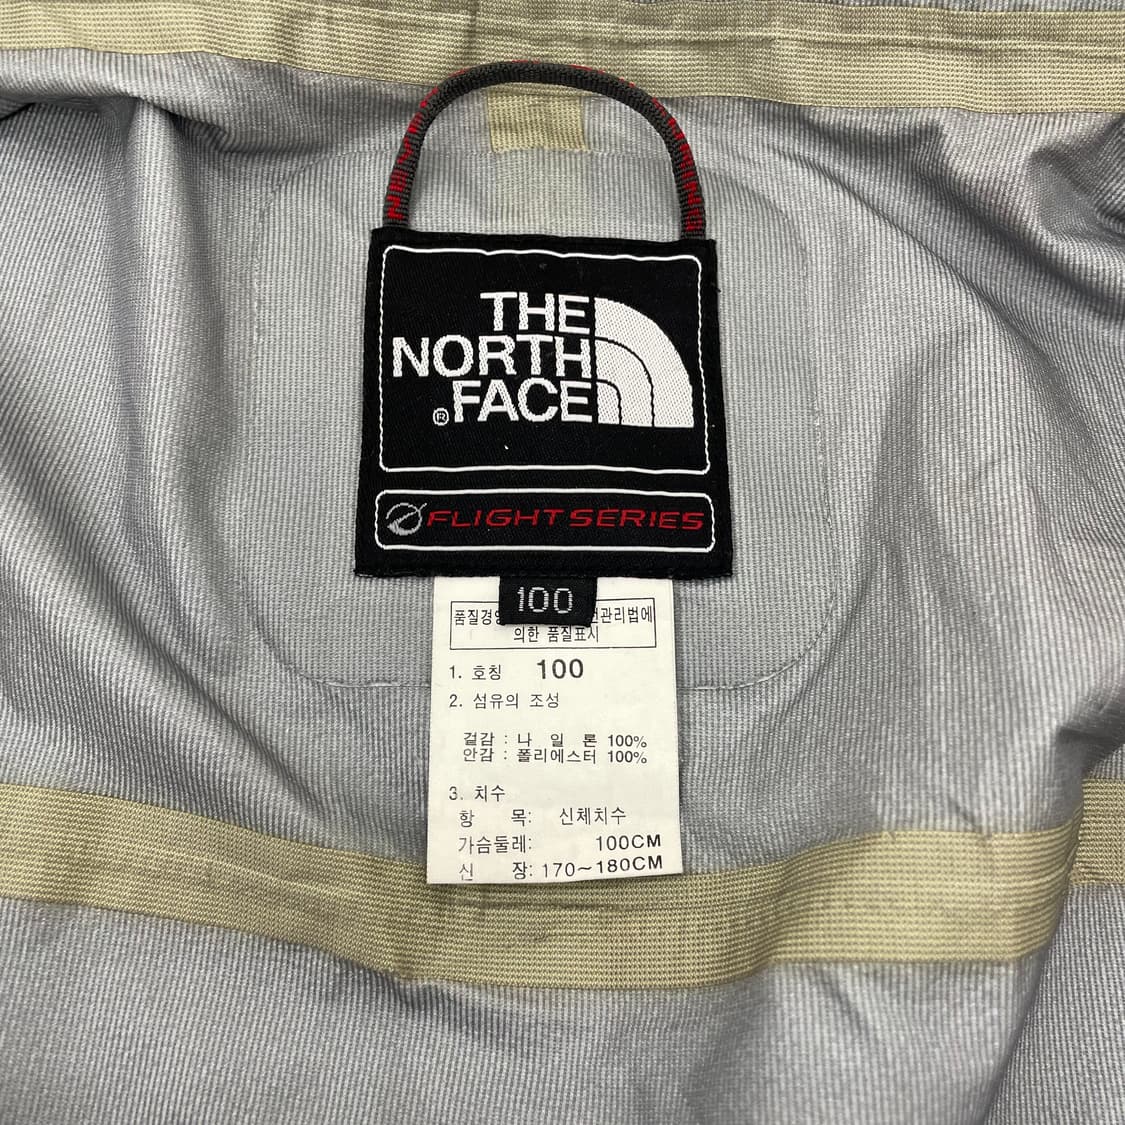 THE
NORTH
FACE
®
FLIGHT SERIES
100
품질경영 관리법에
의한 품질표시
1. 호칭 100
2. 섬유의 조성
겉감 : 나 일 론 100%
안감 : 폴리에스터 100%
3. 치수
항 목: 신체치수
가슴둘레: 100CM
신 장: 170~180CM